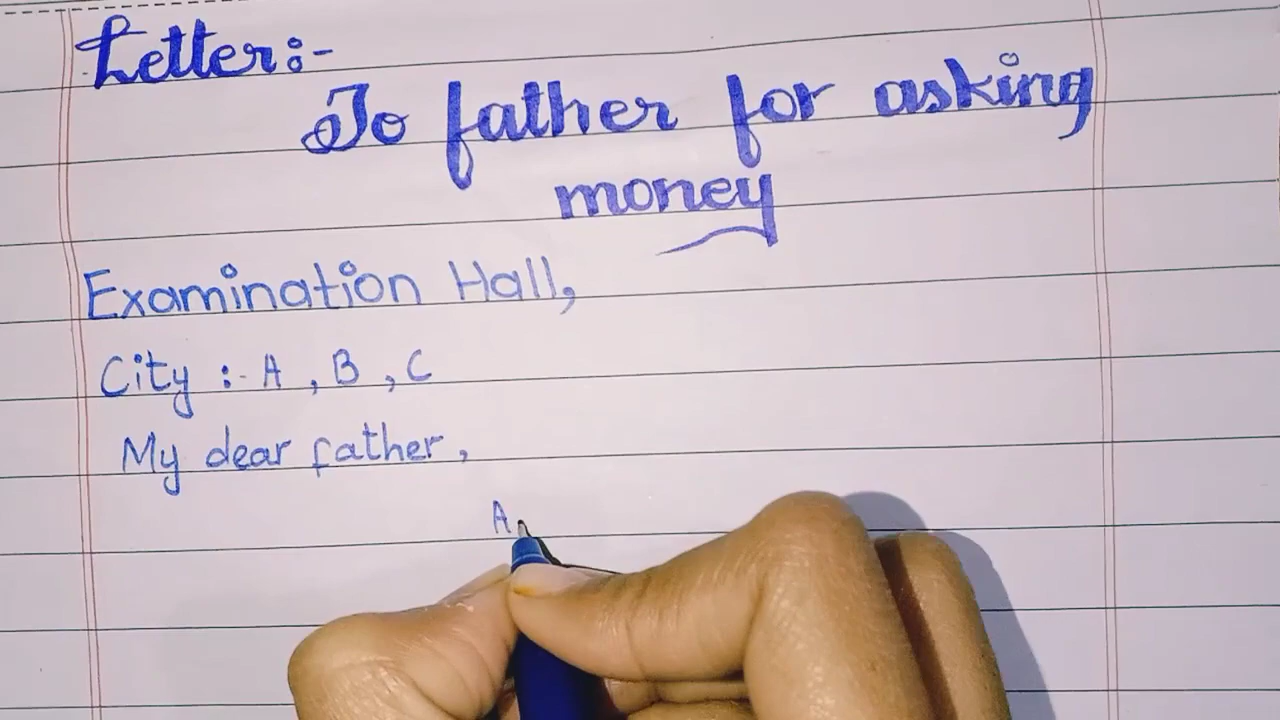 Letter:-
To father for asking
money
Examination Hall,
City :- A , B , C
My dear father,
A